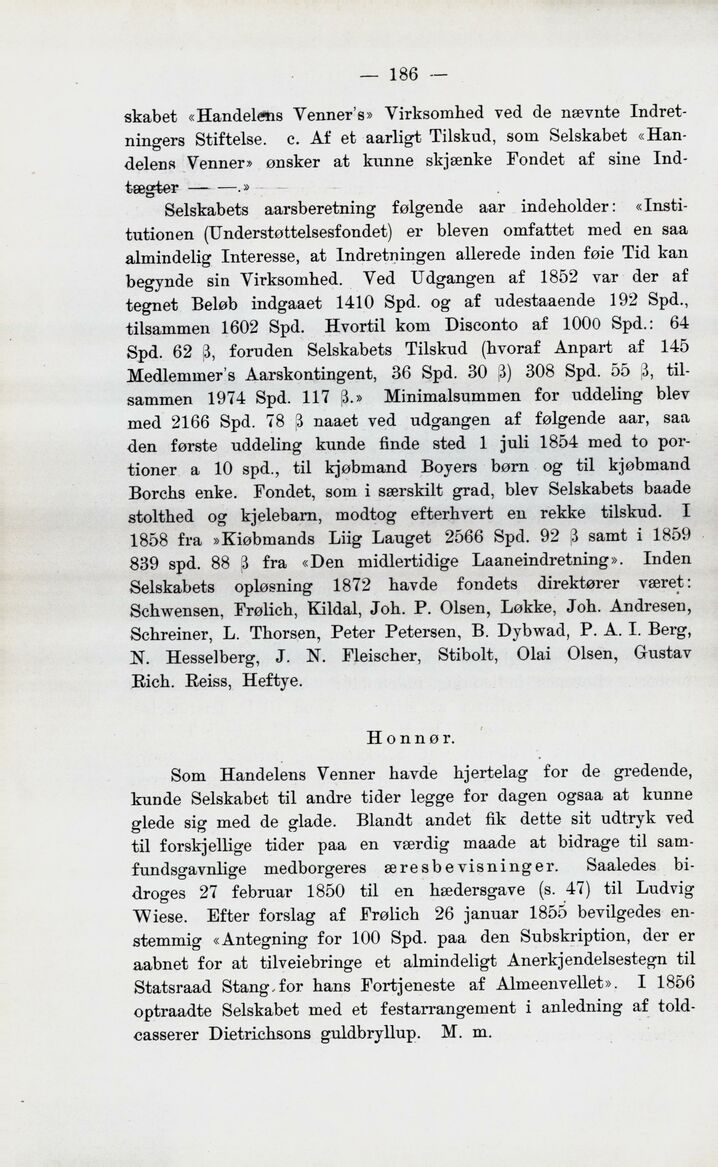 — 186 —
skabet «Handelens Venner's» Virksomhed ved de nævnte Indret-
ningers Stiftelse. c. Af et aarligt Tilskud, som Selskabet «Han-
delens Venner» ønsker at kunne skjænke Fondet af sine Ind-
tægter — —.»
Selskabets aarsberetning følgende aar indeholder: «Insti-
tutionen (Understøttelsesfondet) er bleven omfattet med en saa
almindelig Interesse, at Indretningen allerede inden føie Tid kan
begynde sin Virksomhed. Ved Udgangen af 1852 var der af
tegnet Beløb indgaaet 1410 Spd. og af udestaaende 192 Spd.,
tilsammen 1602 Spd. Hvortil kom Disconto af 1000 Spd.: 64
Spd. 62 β, foruden Selskabets Tilskud (hvoraf Anpart af 145
Medlemmer's Aarskontingent, 36 Spd. 30 β) 308 Spd. 55 β, til-
sammen 1974 Spd. 117 β.» Minimalsummen for uddeling blev
med 2166 Spd. 78 β naaet ved udgangen af følgende aar, saa
den første uddeling kunde finde sted 1 juli 1854 med to por-
tioner a 10 spd., til kjøbmand Boyers børn og til kjøbmand
Borchs enke. Fondet, som i særskilt grad, blev Selskabets baade
stolthed og kjelebarn, modtog efterhvert en rekke tilskud. I
1858 fra »Kiøbmands Liig Lauget 2566 Spd. 92 β samt i 1859
839 spd. 88 β fra «Den midlertidige Laaneindretning». Inden
Selskabets opløsning 1872 havde fondets direktører været:
Schwensen, Frølich, Kildal, Joh. P. Olsen, Løkke, Joh. Andresen,
Schreiner, L. Thorsen, Peter Petersen, B. Dybwad, P. A. I. Berg,
N. Hesselberg, J. N. Fleischer, Stibolt, Olai Olsen, Gustav
Rich. Reiss, Heftye.
Honnør.
Som Handelens Venner havde hjertelag for de gredende,
kunde Selskabet til andre tider legge for dagen ogsaa at kunne
glede sig med de glade. Blandt andet fik dette sit udtryk ved
til forskjellige tider paa en værdig maade at bidrage til sam-
fundsgavnlige medborgeres æresbevisninger. Saaledes bi-
droges 27 februar 1850 til en hædersgave (s. 47) til Ludvig
Wiese. Efter forslag af Frølich 26 januar 1855 bevilgedes en-
stemmig «Antegning for 100 Spd. paa den Subskription, der er
aabnet for at tilveiebringe et almindeligt Anerkjendelsestegn til
Statsraad Stang for hans Fortjeneste af Almeenvellet». I 1856
optraadte Selskabet med et festarrangement i anledning af told-
casserer Dietrichsons guldbryllup. M. m.